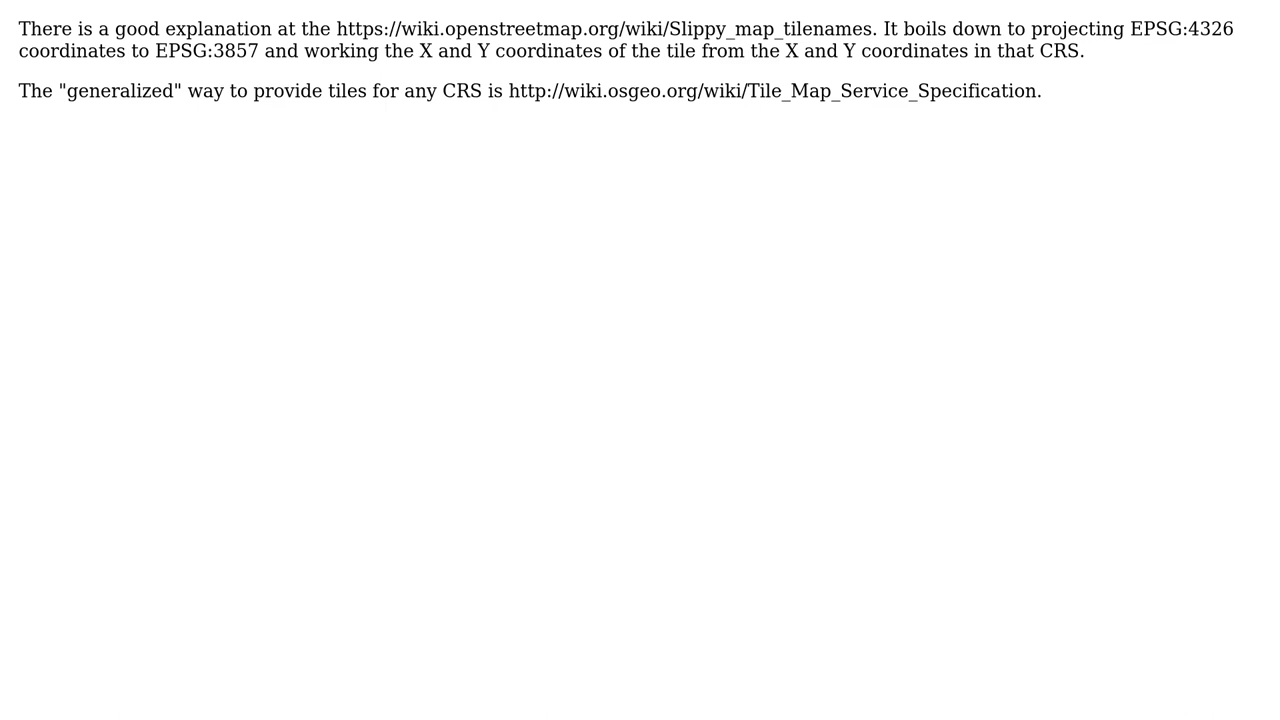 There is a good explanation at the https://wiki.openstreetmap.org/wiki/Slippy_map_tilenames. It boils down to projecting EPSG:4326
coordinates to EPSG:3857 and working the X and Y coordinates of the tile from the X and Y coordinates in that CRS.
The "generalized" way to provide tiles for any CRS is http://wiki.osgeo.org/wiki/Tile_Map_Service_Specification.